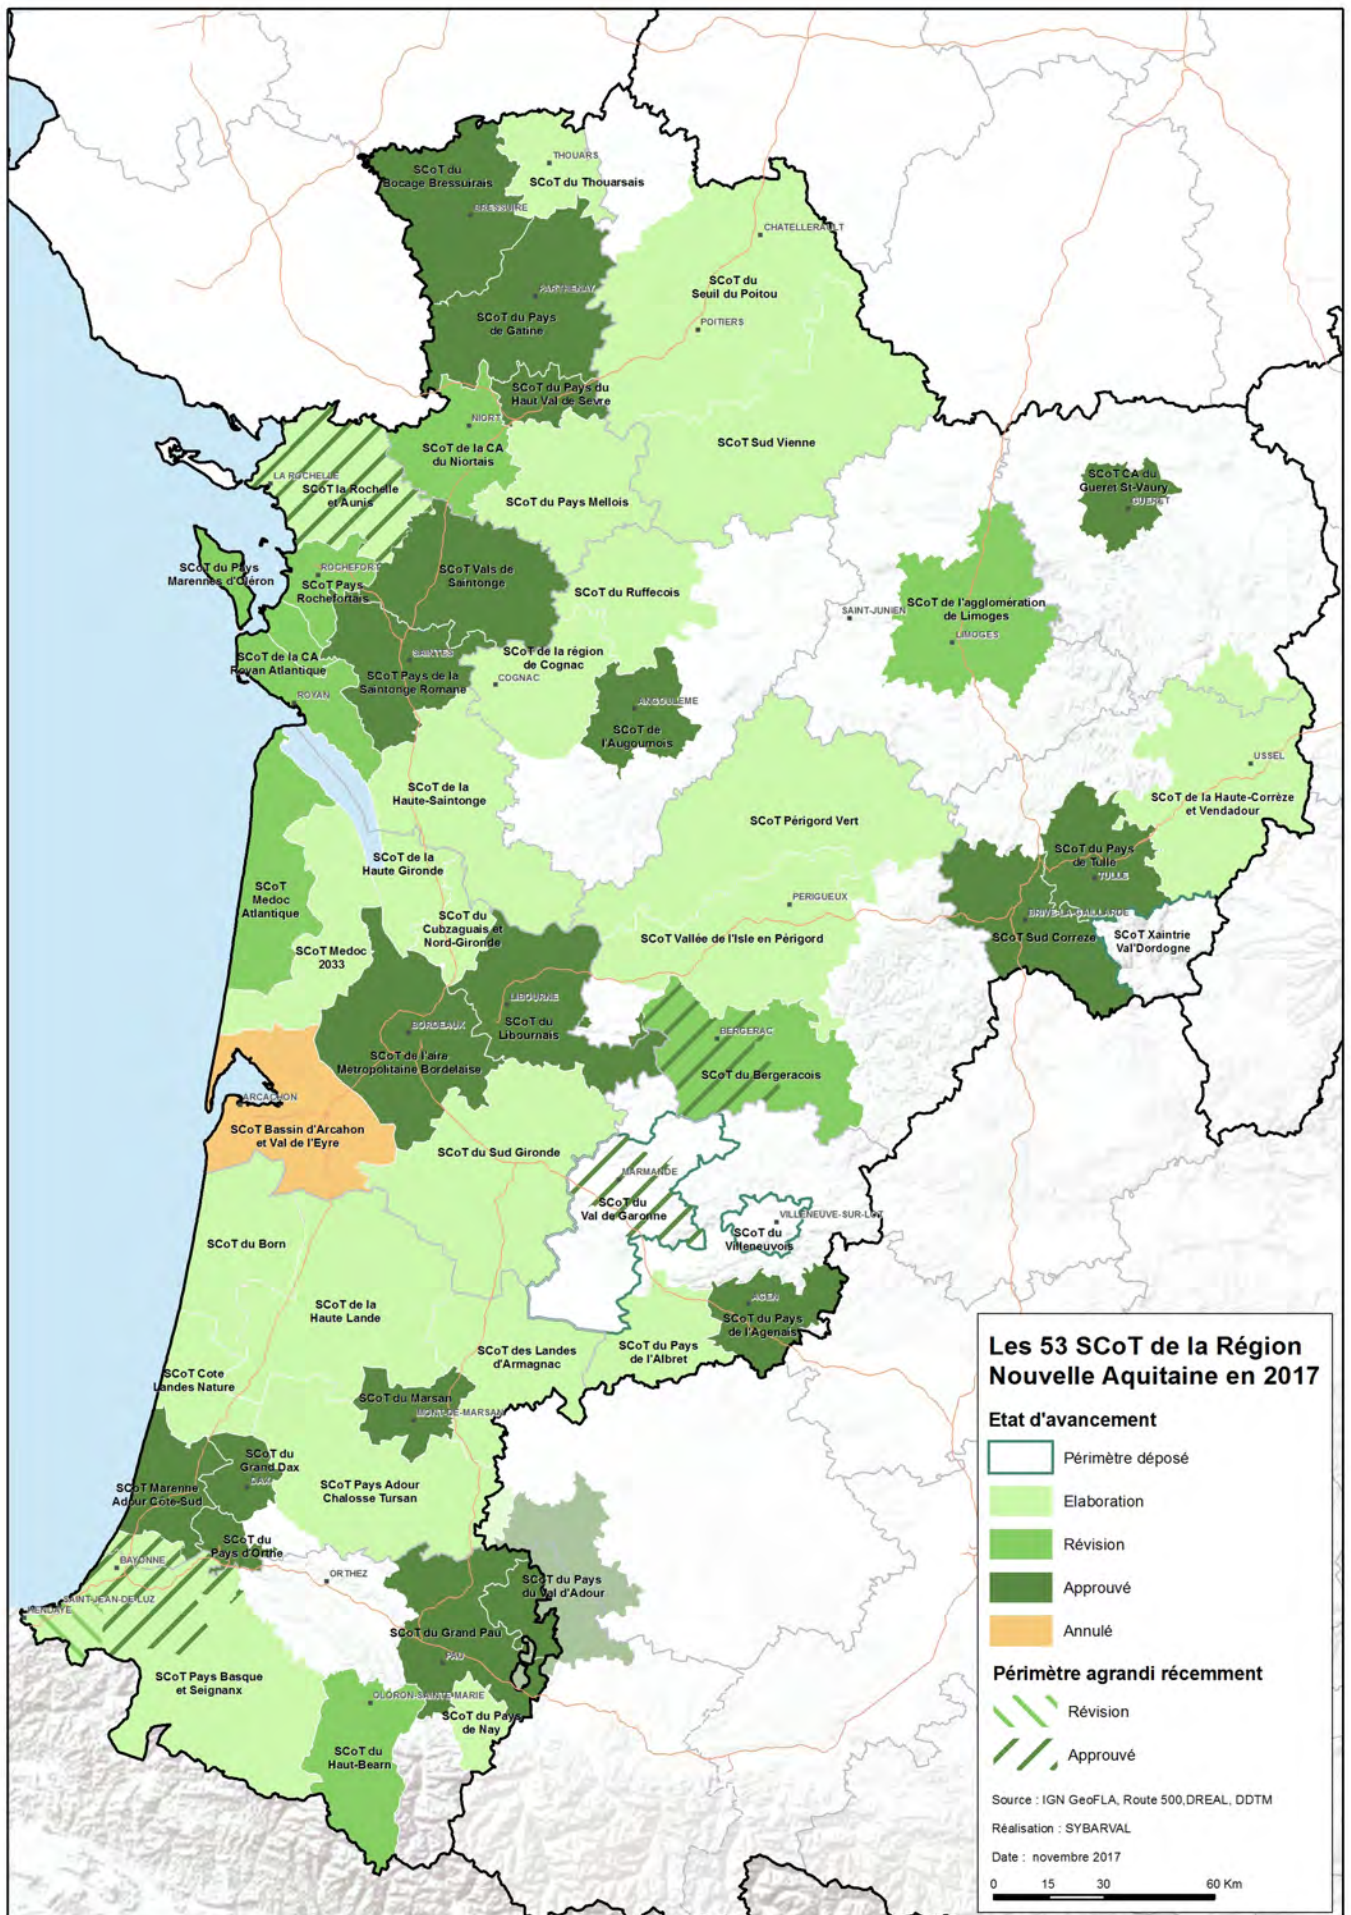 THOUARS
SCoT du
Bocage Bressuirais
SCoT du Thouarsais
BRESSUIRE
CHATELLERAULT
SCoT du
Seuil du Poitou
PARTHENAY
SCoT du Pays
de Gatine
POITIERS
SCoT du Pays du
Haut Val de Sevre
NIORT
SCoT de la CA
du Niortais
SCoT Sud Vienne
LA ROCHELLE
SCoT la Rochelle
et Aunis
SCoT du Pays Mellois
SCoT CA du
Gueret St-Vaury
GUERET
SCoT du Pays
Marennes d'Oléron
ROCHEFORT
SCoT Pays
Rochefortais
SCoT Vals de
Saintonge
SCoT du Ruffecois
SAINT-JUNIEN
SCoT de l'agglomération
de Limoges
LIMOGES
SCoT de la CA
Royan Atlantique
SAINTES
SCoT Pays de la
Saintonge Romane
SCoT de la région
de Cognac
COGNAC
ROYAN
ANGOULEME
SCoT de
l'Augoumois
USSEL
SCoT de la
Haute-Saintonge
SCoT de la Haute-Corrèze
et Vendadour
SCoT Périgord Vert
SCoT de la
Haute Gironde
SCoT du Pays
de Tulle
TULLE
SCoT
Medoc
Atlantique
PERIGUEUX
SCoT du
Cubzaguais et
Nord-Gironde
BRIVE-LA-GAILLARDE
SCoT Sud Correze
SCoT Xaintrie
Val'Dordogne
SCoT Vallée de l'Isle en Périgord
SCoT Medoc
2033
LIBOURNE
SCoT du
Libournais
BORDEAUX
SCoT de l'aire
Metropolitaine Bordelaise
BERGERAC
SCoT du Bergeracois
ARCACHON
SCoT Bassin d'Arcahon
et Val de l'Eyre
SCoT du Sud Gironde
MARMANDE
SCoT du
Val de Garonne
VILLENEUVE-SUR-LOT
SCoT du
Villeneuvois
SCoT du Born
SCoT de la
Haute Lande
AGEN
SCoT du Pays
de l'Agenais
SCoT des Landes
d'Armagnac
SCoT du Pays
de l'Albret
SCoT Cote
Landes Nature
SCoT du Marsan
MONT-DE-MARSAN
SCoT du
Grand Dax
DAX
SCoT Marenne
Adour Cote-Sud
SCoT Pays Adour
Chalosse Tursan
SCoT du
Pays d'Orthe
BAYONNE
ORTHEZ
SCoT du Pays
du Val d'Adour
SAINT-JEAN-DE-LUZ
HENDAYE
SCoT du Grand Pau
PAU
SCoT Pays Basque
et Seignanx
OLORON-SAINTE-MARIE
SCoT du Pays
de Nay
SCoT du
Haut-Bearn
Les 53 SCoT de la Région
Nouvelle Aquitaine en 2017
Etat d'avancement
Périmètre déposé
Elaboration
Révision
Approuvé
Annulé
Périmètre agrandi récemment
Révision
Approuvé
Source : IGN GeoFLA, Route 500,DREAL, DDTM
Réalisation : SYBARVAL
Date : novembre 2017
0 15 30 60 Km